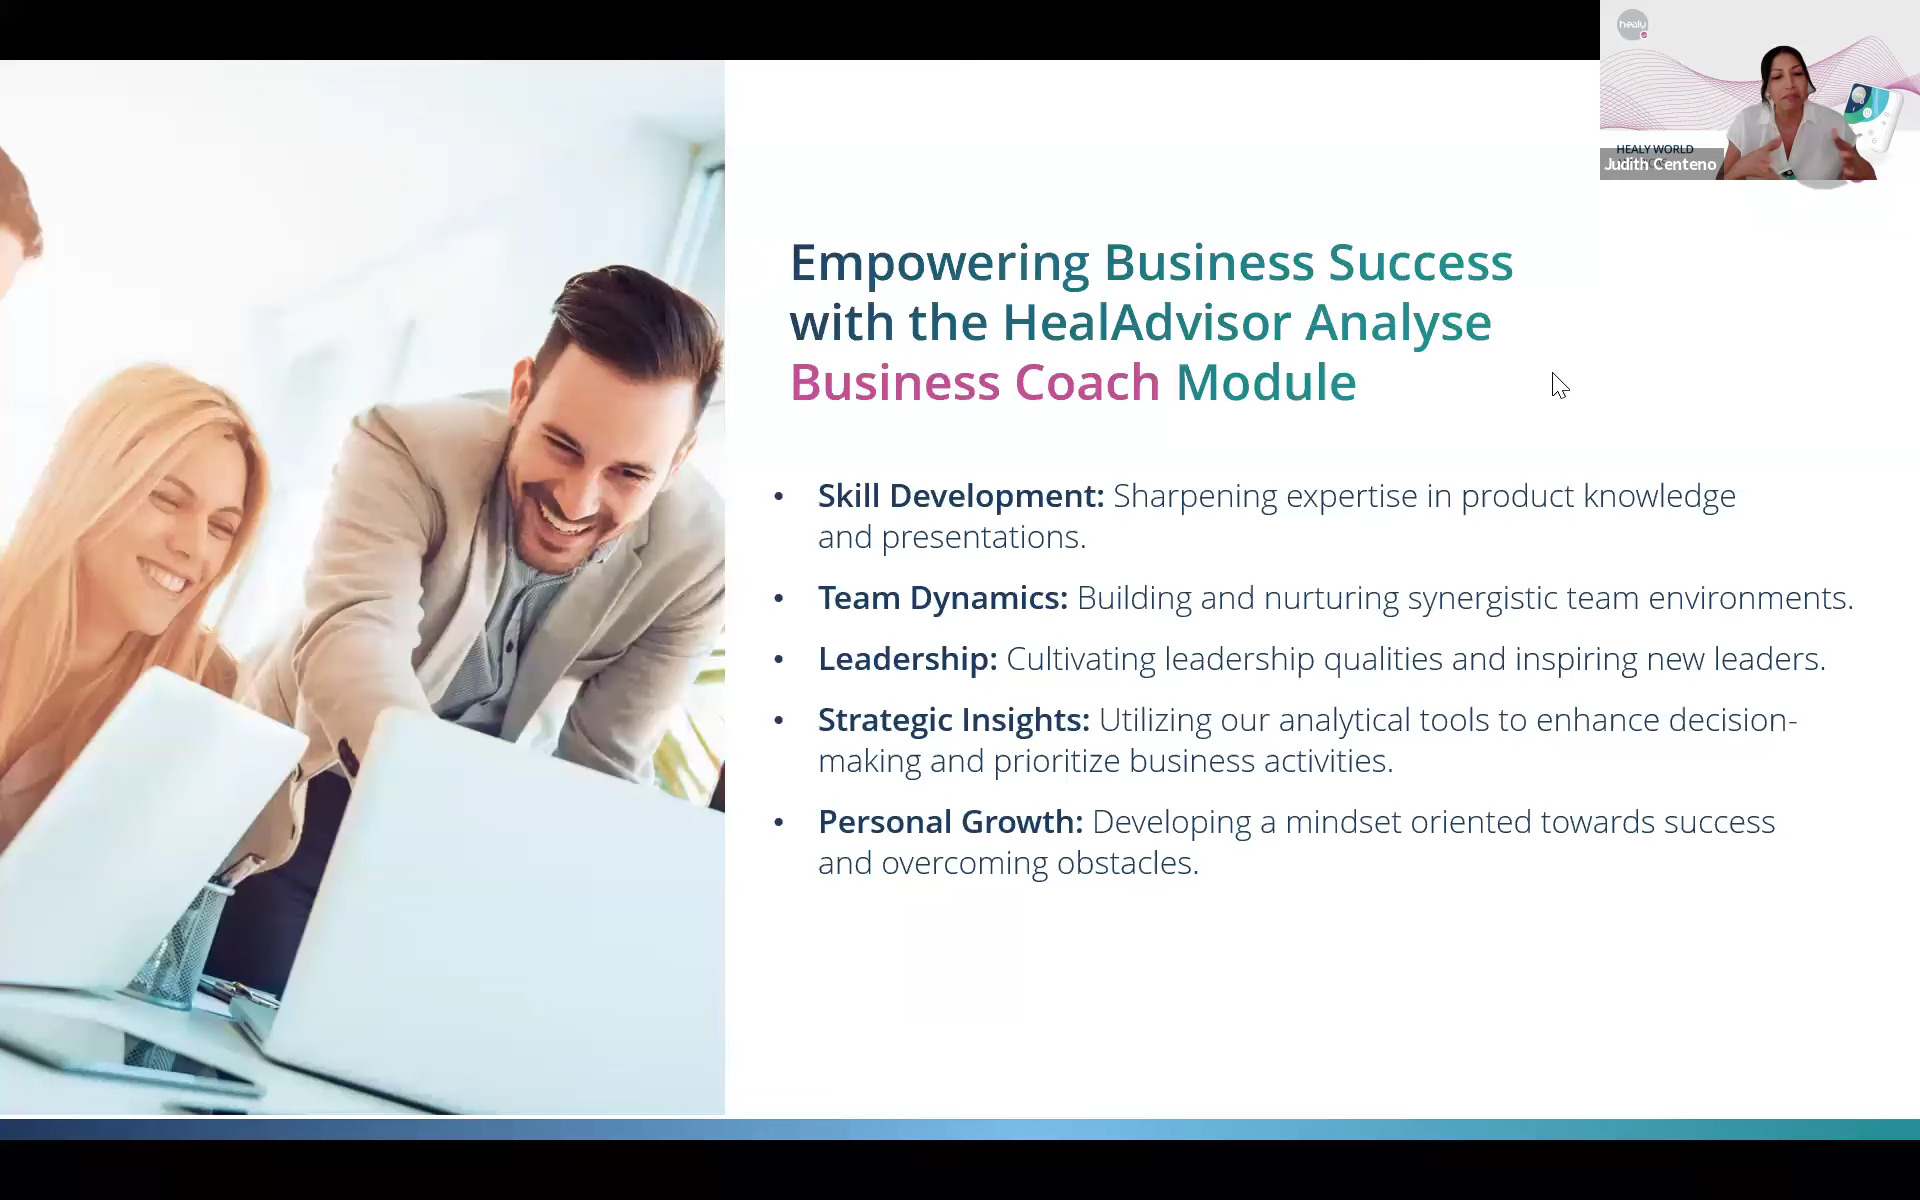 healy
HEALY WORLD
Judith Centeno
Empowering Business Success
with the HealAdvisor Analyse
Business Coach Module
• Skill Development: Sharpening expertise in product knowledge
and presentations.
• Team Dynamics: Building and nurturing synergistic team environments.
• Leadership: Cultivating leadership qualities and inspiring new leaders.
• Strategic Insights: Utilizing our analytical tools to enhance decision-
making and prioritize business activities.
• Personal Growth: Developing a mindset oriented towards success
and overcoming obstacles.